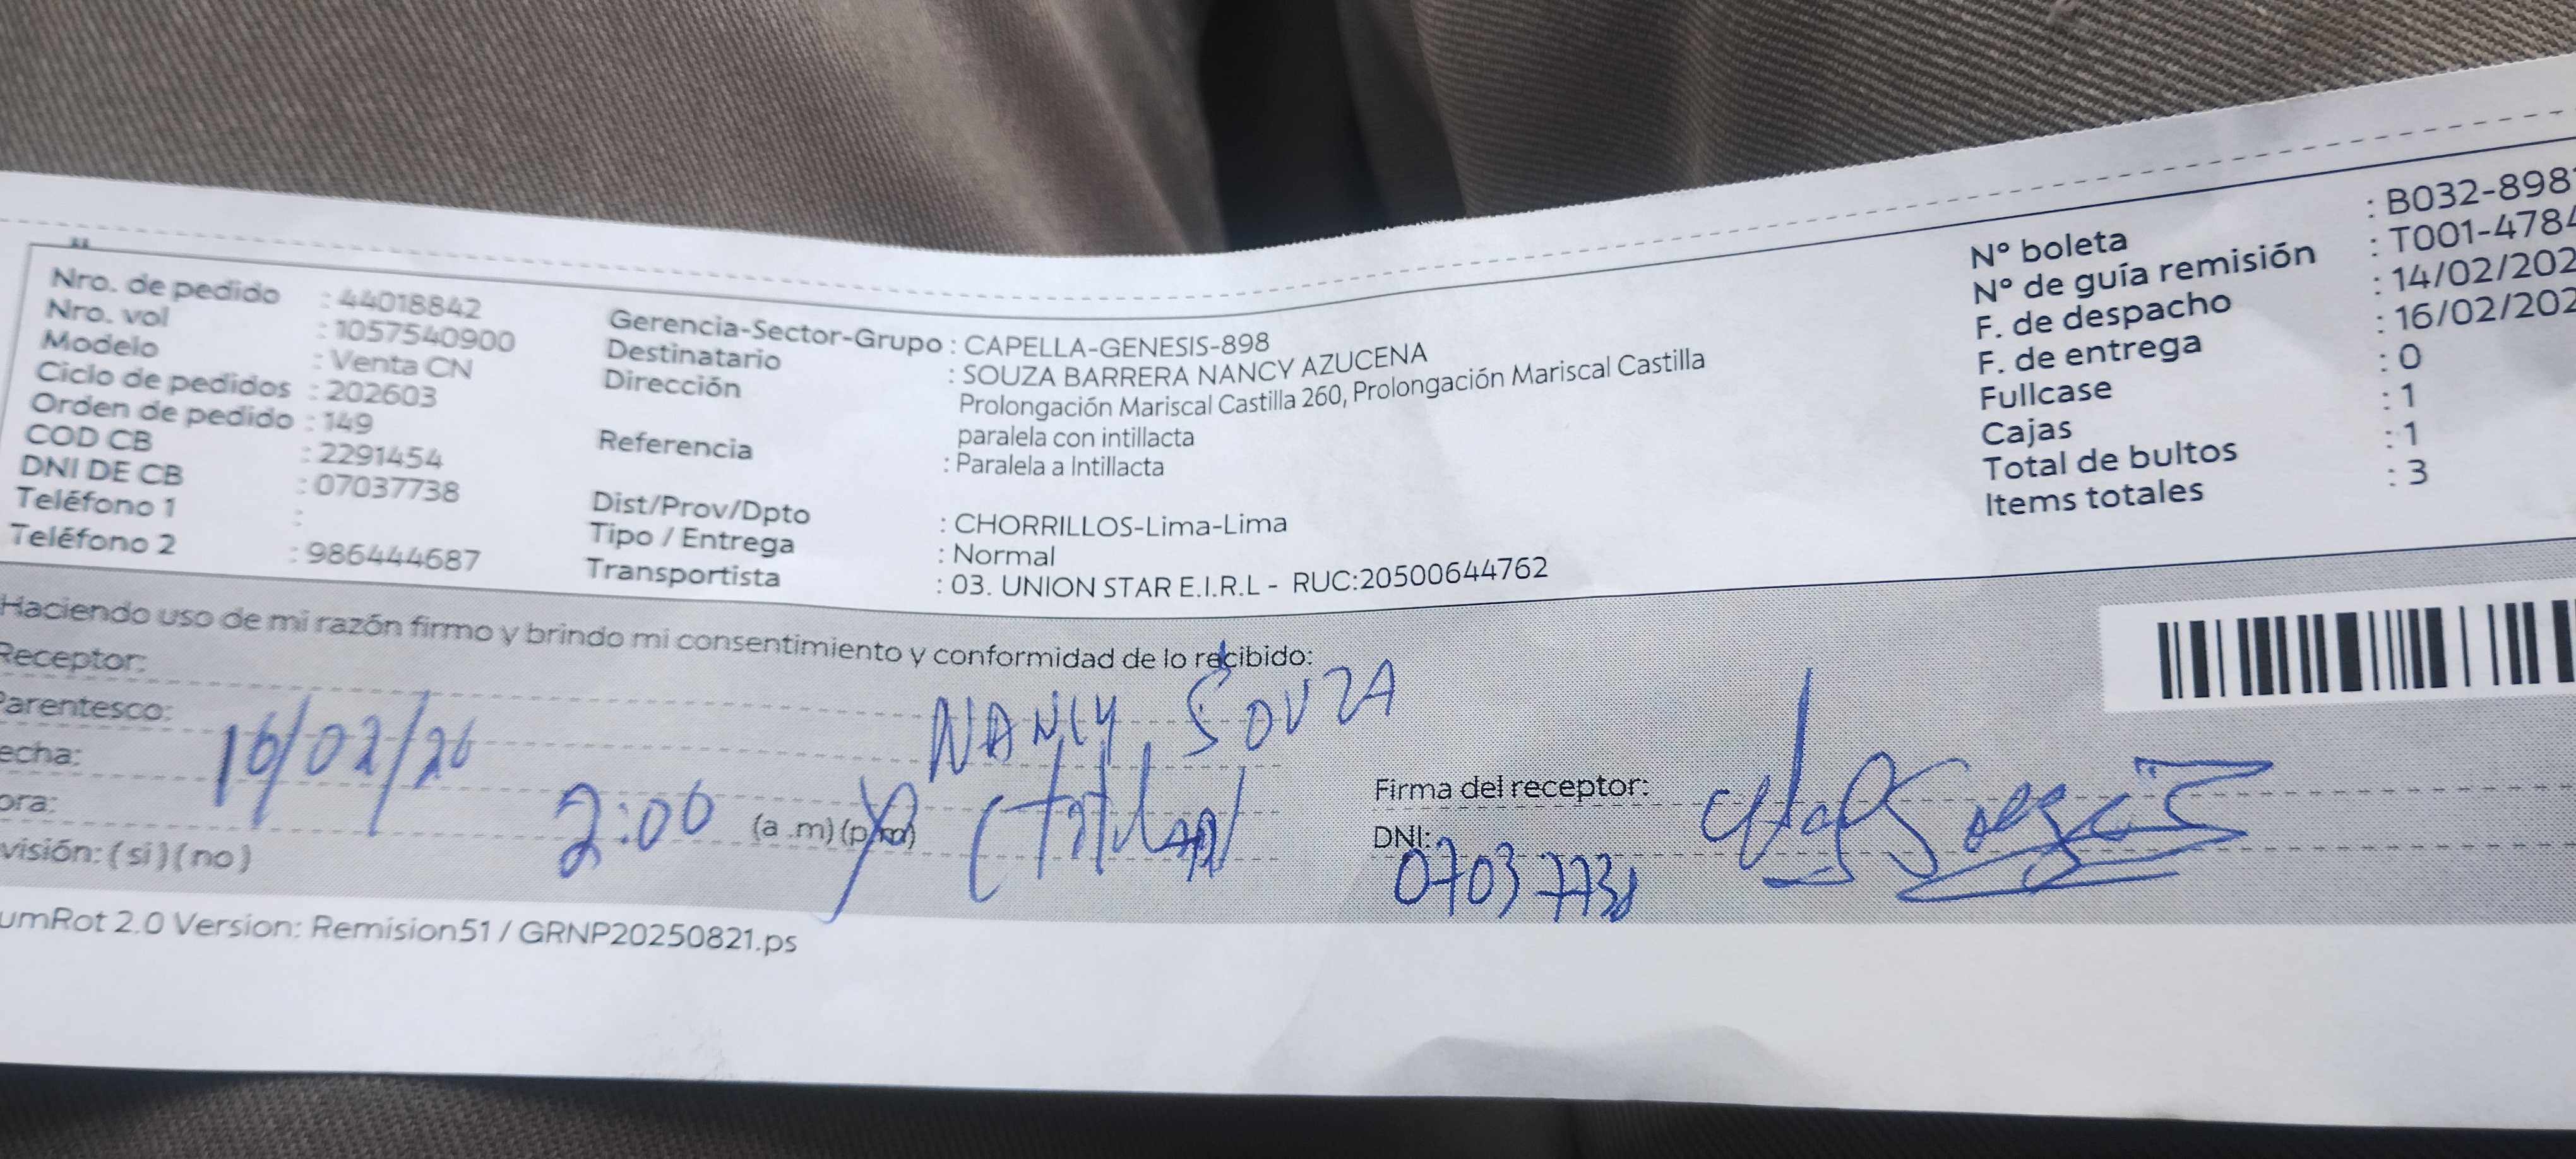 Nro. de pedido : 44018842
Nro. vol : 1057540900
Modelo : Venta CN
Ciclo de pedidos : 202603
Orden de pedido : 149
COD CB : 2291454
DNI DE CB : 07037738
Teléfono 1 :
Teléfono 2 : 986444687
Gerencia-Sector-Grupo : CAPELLA-GENESIS-898
Destinatario : SOUZA BARRERA NANCY AZUCENA
Dirección Prolongación Mariscal Castilla 260, Prolongación Mariscal Castilla
paralela con intillacta
Referencia : Paralela a Intillacta
Dist/Prov/Dpto : CHORRILLOS-Lima-Lima
Tipo / Entrega : Normal
Transportista : 03. UNION STAR E.I.R.L - RUC:20500644762
N° boleta : B032-898
N° de guía remisión : T001-4784
F. de despacho : 14/02/202
F. de entrega : 16/02/202
Fullcase : 0
Cajas : 1
Total de bultos : 1
Items totales : 3
Haciendo uso de mi razón firmo y brindo mi consentimiento y conformidad de lo recibido:
Receptor: NANCY SOUZA
Parentesco:
echa: 16/02/26
ora: 2:00 (a .m) (p.m)
visión: ( si ) ( no )
Firma del receptor:
DNI: 07037738
umRot 2.0 Version: Remision51 / GRNP20250821.ps